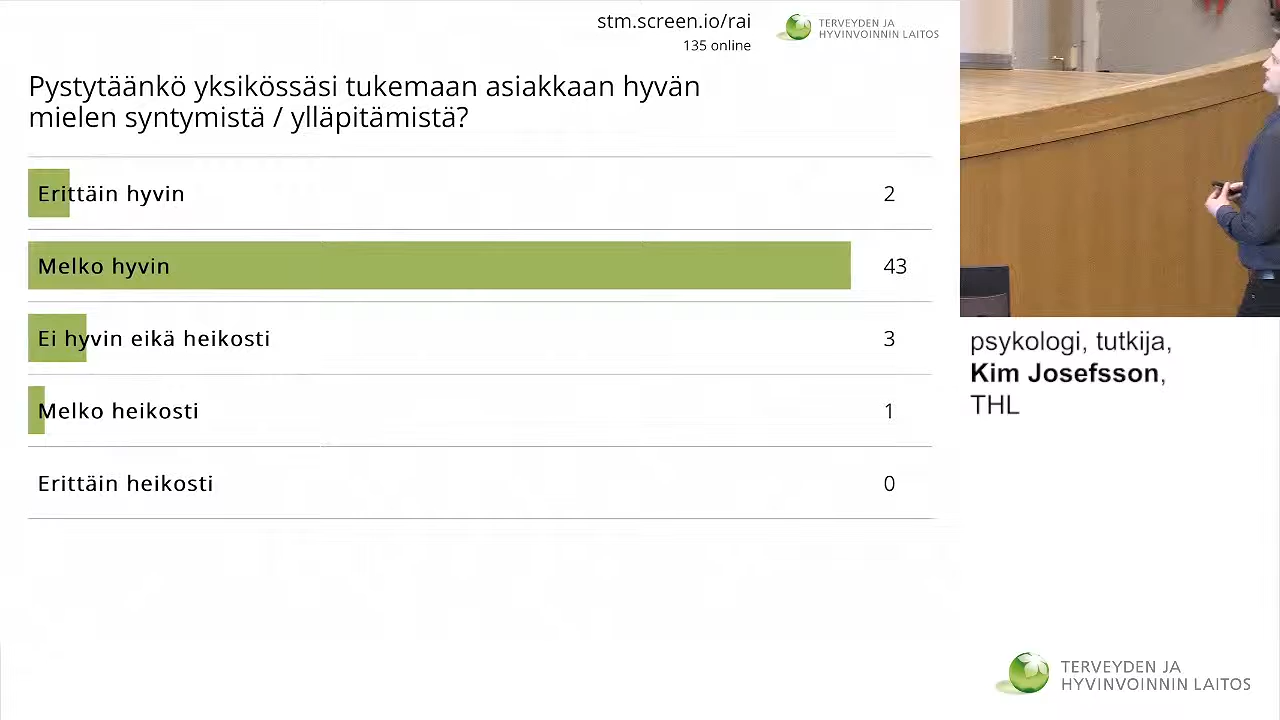 stm.screen.io/rai
135 online
TERVEYDEN JA
HYVINVOINNIN LAITOS
Pystytäänkö yksikössäsi tukemaan asiakkaan hyvän
mielen syntymistä / ylläpitämistä?
Erittäin hyvin 2
Melko hyvin 43
Ei hyvin eikä heikosti 3
Melko heikosti 1
Erittäin heikosti 0
psykologi, tutkija,
Kim Josefsson,
THL
TERVEYDEN JA
HYVINVOINNIN LAITOS